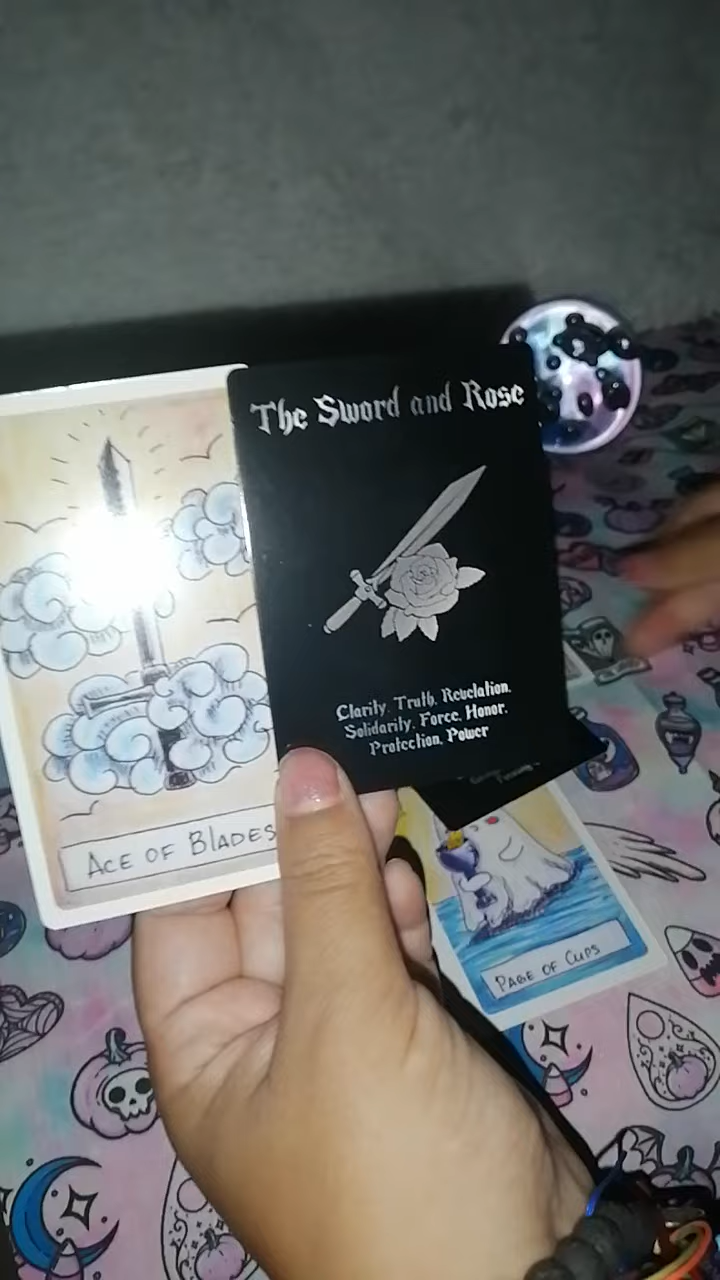 The Sword and Rose
Clarity, Truth, Revelation,
Solidarity, Force, Honor,
Protection, Power
Ace of Blades
Page of Cups